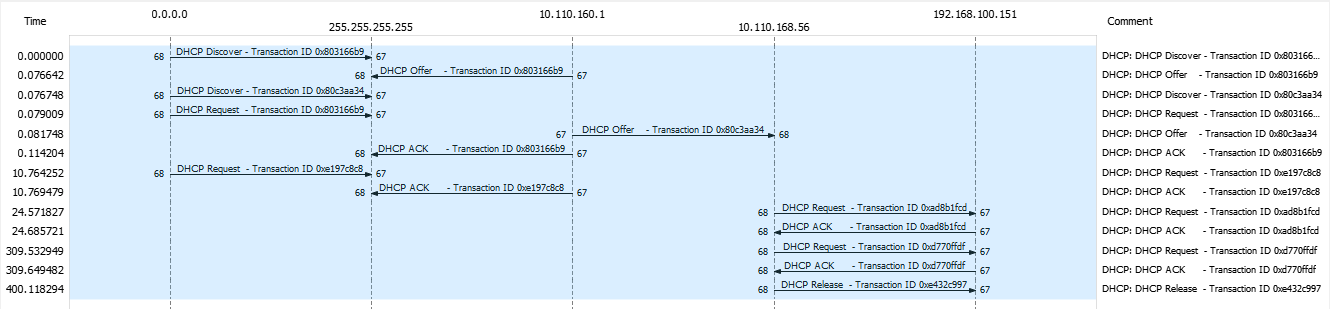 Time 0.0.0.0 255.255.255.255 10.110.160.1 10.110.168.56 192.168.100.151 Comment
0.000000 68 DHCP Discover - Transaction ID 0x803166b9 67 DHCP: DHCP Discover - Transaction ID 0x803166...
0.076642 68 DHCP Offer - Transaction ID 0x803166b9 67 DHCP: DHCP Offer - Transaction ID 0x803166b9
0.076748 68 DHCP Discover - Transaction ID 0x80c3aa34 67 DHCP: DHCP Discover - Transaction ID 0x80c3aa34
0.079009 68 DHCP Request - Transaction ID 0x803166b9 67 DHCP: DHCP Request - Transaction ID 0x803166...
0.081748 67 DHCP Offer - Transaction ID 0x80c3aa34 68 DHCP: DHCP Offer - Transaction ID 0x80c3aa34
0.114204 68 DHCP ACK - Transaction ID 0x803166b9 67 DHCP: DHCP ACK - Transaction ID 0x803166b9
10.764252 68 DHCP Request - Transaction ID 0xe197c8c8 67 DHCP: DHCP Request - Transaction ID 0xe197c8c8
10.769479 68 DHCP ACK - Transaction ID 0xe197c8c8 67 DHCP: DHCP ACK - Transaction ID 0xe197c8c8
24.571827 68 DHCP Request - Transaction ID 0xad8b1fcd 67 DHCP: DHCP Request - Transaction ID 0xad8b1fcd
24.685721 68 DHCP ACK - Transaction ID 0xad8b1fcd 67 DHCP: DHCP ACK - Transaction ID 0xad8b1fcd
309.532949 68 DHCP Request - Transaction ID 0xd770ffdf 67 DHCP: DHCP Request - Transaction ID 0xd770ffdf
309.649482 68 DHCP ACK - Transaction ID 0xd770ffdf 67 DHCP: DHCP ACK - Transaction ID 0xd770ffdf
400.118294 68 DHCP Release - Transaction ID 0xe432c997 67 DHCP: DHCP Release - Transaction ID 0xe432c997